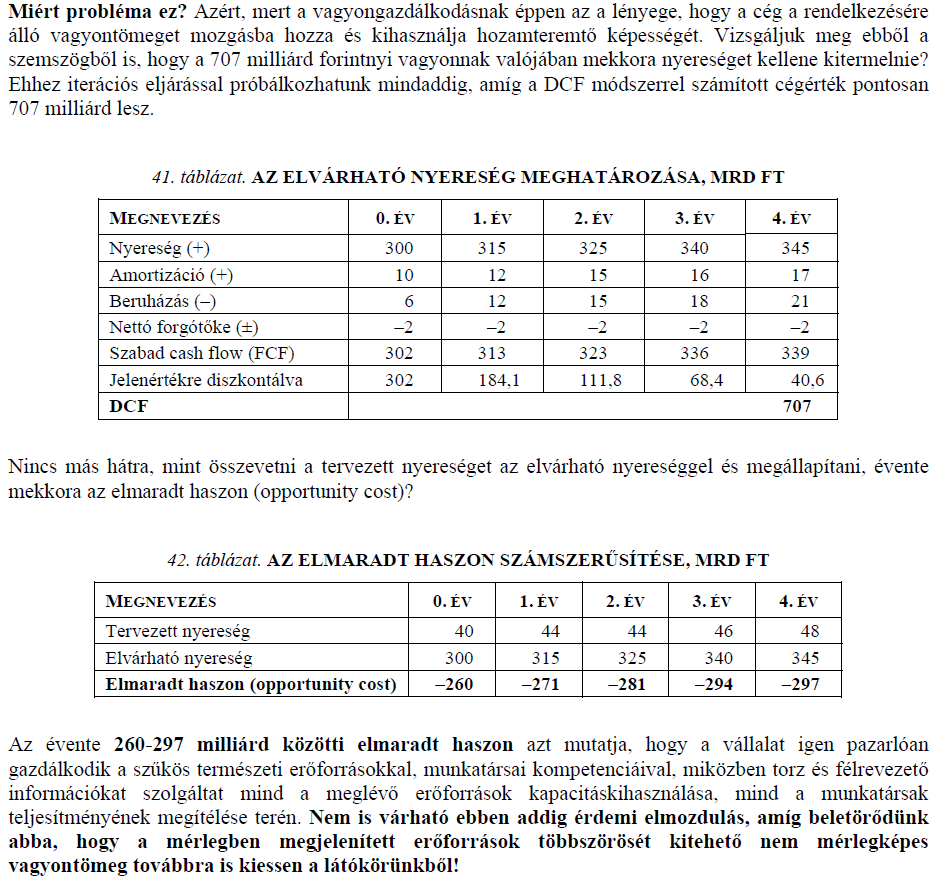 Miért probléma ez? Azért, mert a vagyongazdálkodásnak éppen az a lényege, hogy a cég a rendelkezésére
álló vagyontömeget mozgásba hozza és kihasználja hozamteremtő képességét. Vizsgáljuk meg ebből a
szemszögből is, hogy a 707 milliárd forintnyi vagyonnak valójában mekkora nyereséget kellene kitermelnie?
Ehhez iterációs eljárással próbálkozhatunk mindaddig, amíg a DCF módszerrel számított cégérték pontosan
707 milliárd lesz.
41. táblázat. AZ ELVÁRHATÓ NYERESÉG MEGHATÁROZÁSA, MRD FT
MEGNEVEZÉS 0. ÉV 1. ÉV 2. ÉV 3. ÉV 4. ÉV
Nyereség (+) 300 315 325 340 345
Amortizáció (+) 10 12 15 16 17
Beruházás (–) 6 12 15 18 21
Nettó forgótőke (±) –2 –2 –2 –2 –2
Szabad cash flow (FCF) 302 313 323 336 339
Jelenértékre diszkontálva 302 184,1 111,8 68,4 40,6
DCF 707
Nincs más hátra, mint összevetni a tervezett nyereséget az elvárható nyereséggel és megállapítani, évente
mekkora az elmaradt haszon (opportunity cost)?
42. táblázat. AZ ELMARADT HASZON SZÁMSZERŰSÍTÉSE, MRD FT
MEGNEVEZÉS 0. ÉV 1. ÉV 2. ÉV 3. ÉV 4. ÉV
Tervezett nyereség 40 44 44 46 48
Elvárható nyereség 300 315 325 340 345
Elmaradt haszon (opportunity cost) –260 –271 –281 –294 –297
Az évente 260-297 milliárd közötti elmaradt haszon azt mutatja, hogy a vállalat igen pazarlóan
gazdálkodik a szűkös természeti erőforrásokkal, munkatársai kompetenciáival, miközben torz és félrevezető
információkat szolgáltat mind a meglévő erőforrások kapacitáskihasználása, mind a munkatársak
teljesítményének megítélése terén. Nem is várható ebben addig érdemi elmozdulás, amíg beletörődünk
abba, hogy a mérlegben megjelenített erőforrások többszörösét kitehető nem mérlegképes
vagyontömeg továbbra is kiessen a látókörünkből!